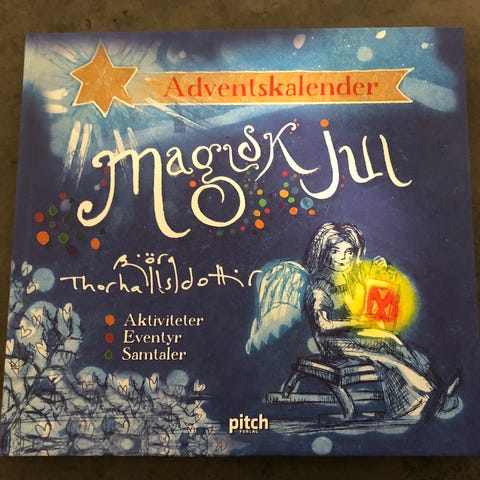 Adventskalender
Magisk Jul
Björg
Thorhallsdottir
Aktiviteter
Eventyr
Samtaler
pitch
FORLAG